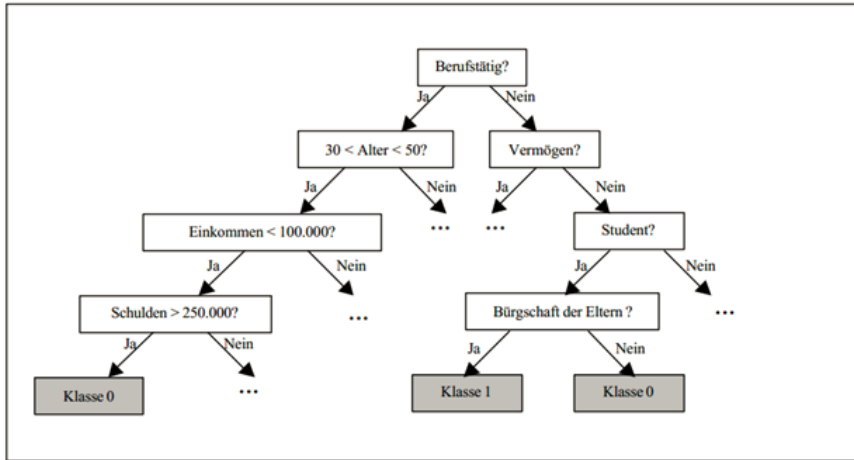 Berufstätig?
Ja Nein
30 < Alter < 50? Vermögen?
Ja Nein Ja Nein
Einkommen < 100.000? ... ... Student?
Ja Nein Ja Nein
Schulden > 250.000? ... Bürgschaft der Eltern ? ...
Ja Nein Ja Nein
Klasse 0 ... Klasse 1 Klasse 0